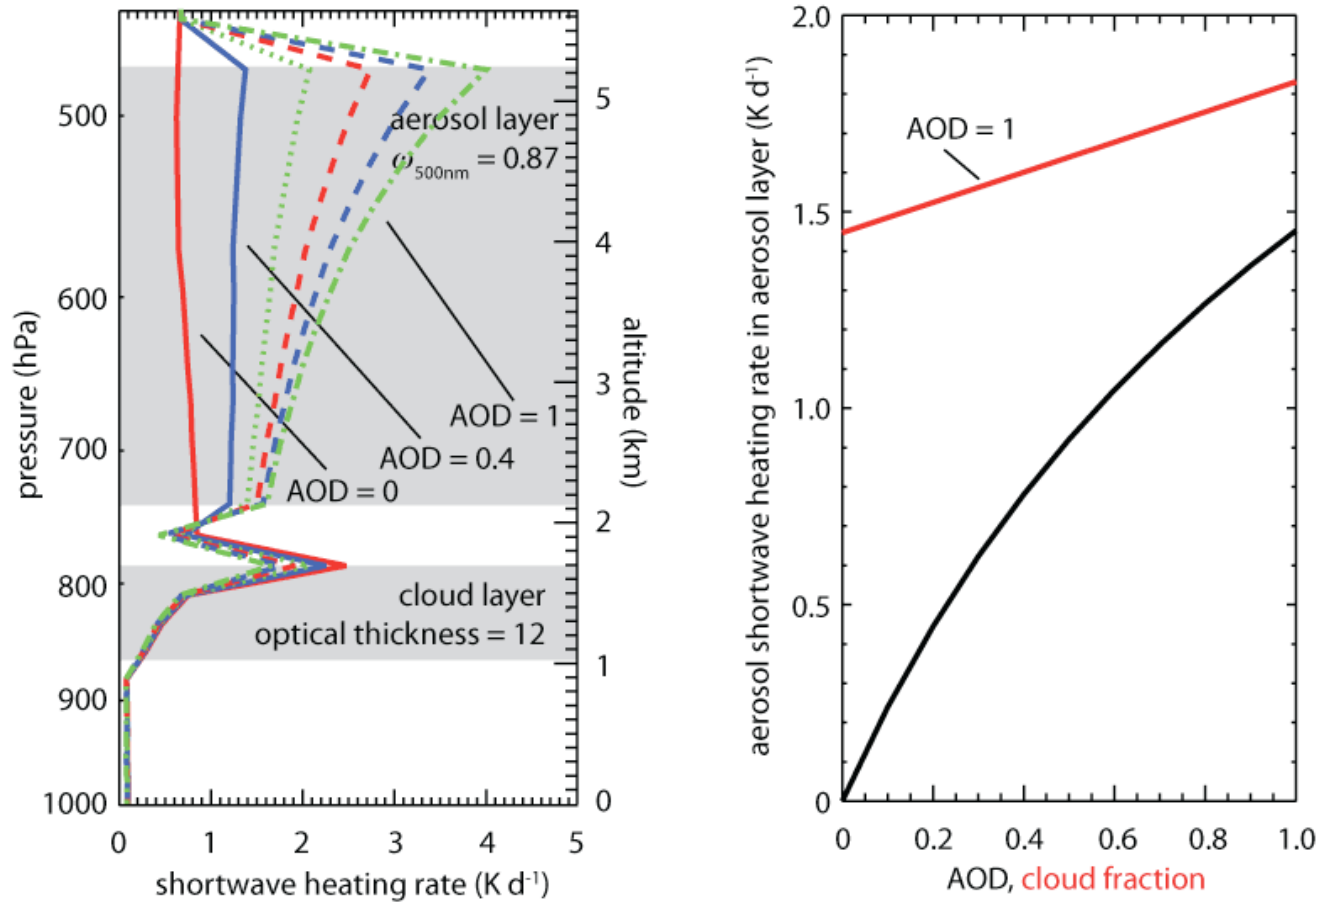 pressure (hPa)
500
600
700
800
900
1000
aerosol layer
ω500nm = 0.87
AOD = 1
AOD = 0.4
AOD = 0
cloud layer
optical thickness = 12
5
4
3
2
1
0
altitude (km)
0 1 2 3 4 5
shortwave heating rate (K d-1)
aerosol shortwave heating rate in aerosol layer (K d-1)
2.0
1.5
1.0
0.5
0
AOD = 1
0 0.2 0.4 0.6 0.8 1.0
AOD, cloud fraction